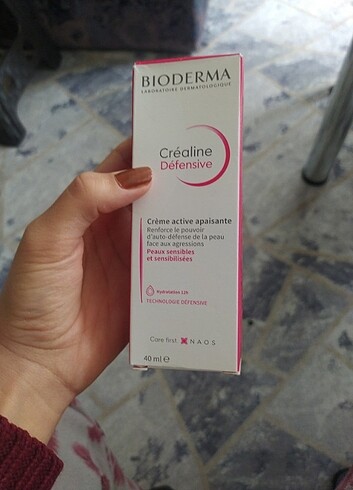 BIODERMA
LABORATOIRE DERMATOLOGIQUE
Créaline
Défensive
Crème active apaisante
Renforce le pouvoir
d'auto-défense de la peau
face aux agressions
Peaux sensibles
et sensibilisées
Hydratation 12h
TECHNOLOGIE DÉFENSIVE
Care first. NAOS
40 ml ℮